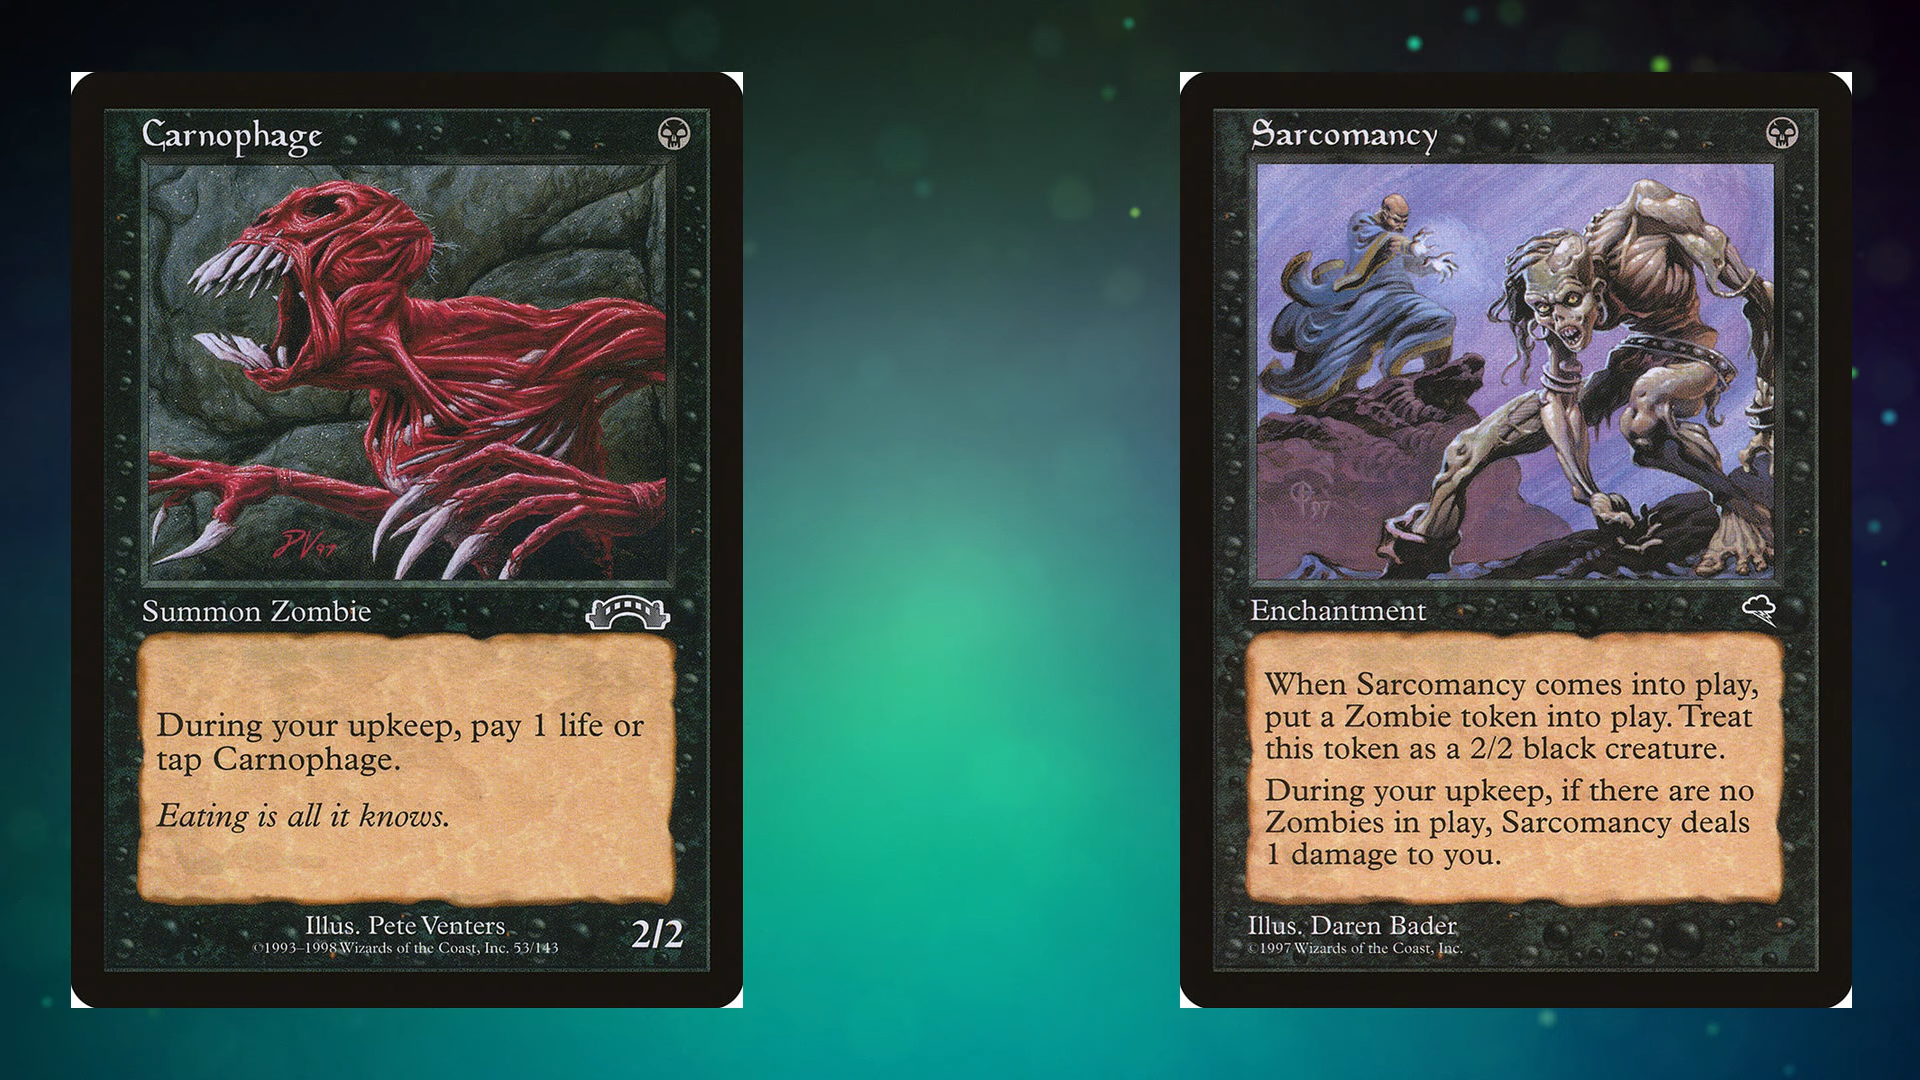 Carnophage
Summon Zombie
During your upkeep, pay 1 life or
tap Carnophage.
Eating is all it knows.
Illus. Pete Venters
©1993–1998 Wizards of the Coast, Inc. 53/143
2/2
Sarcomancy
Enchantment
When Sarcomancy comes into play,
put a Zombie token into play. Treat
this token as a 2/2 black creature.
During your upkeep, if there are no
Zombies in play, Sarcomancy deals
1 damage to you.
Illus. Daren Bader
©1997 Wizards of the Coast, Inc.